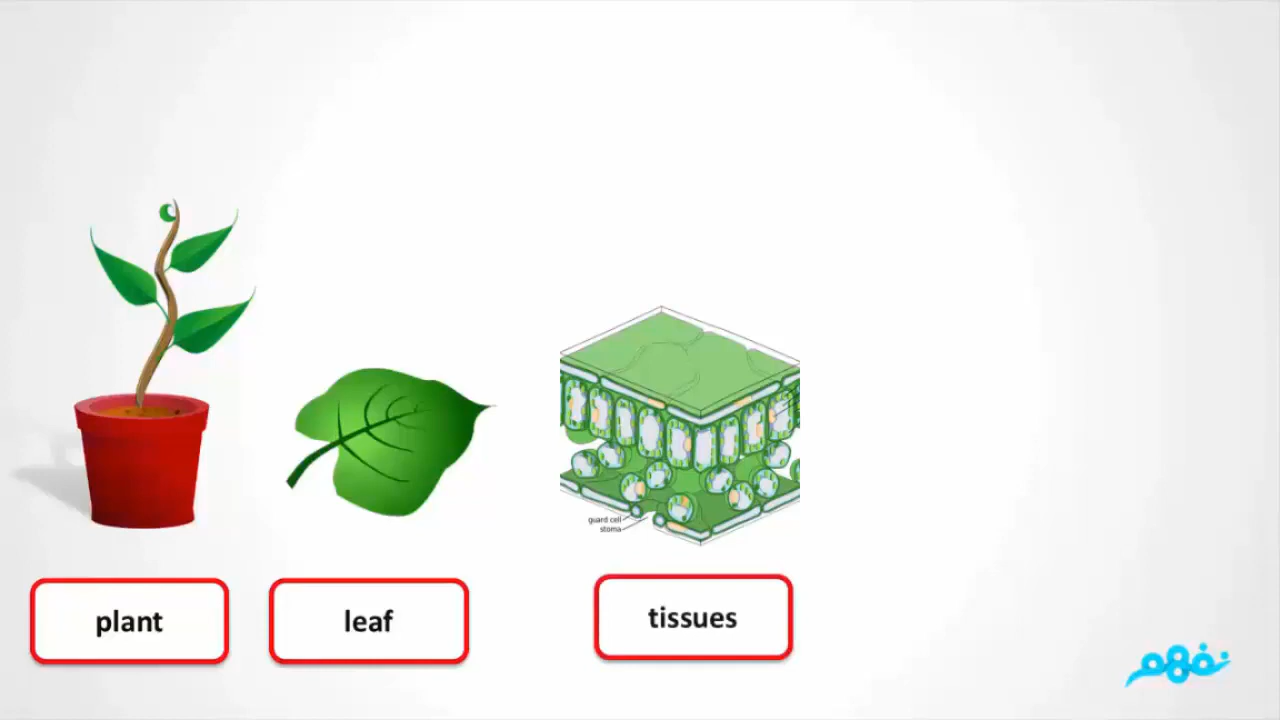 guard cell
stoma
plant
leaf
tissues
نفهم